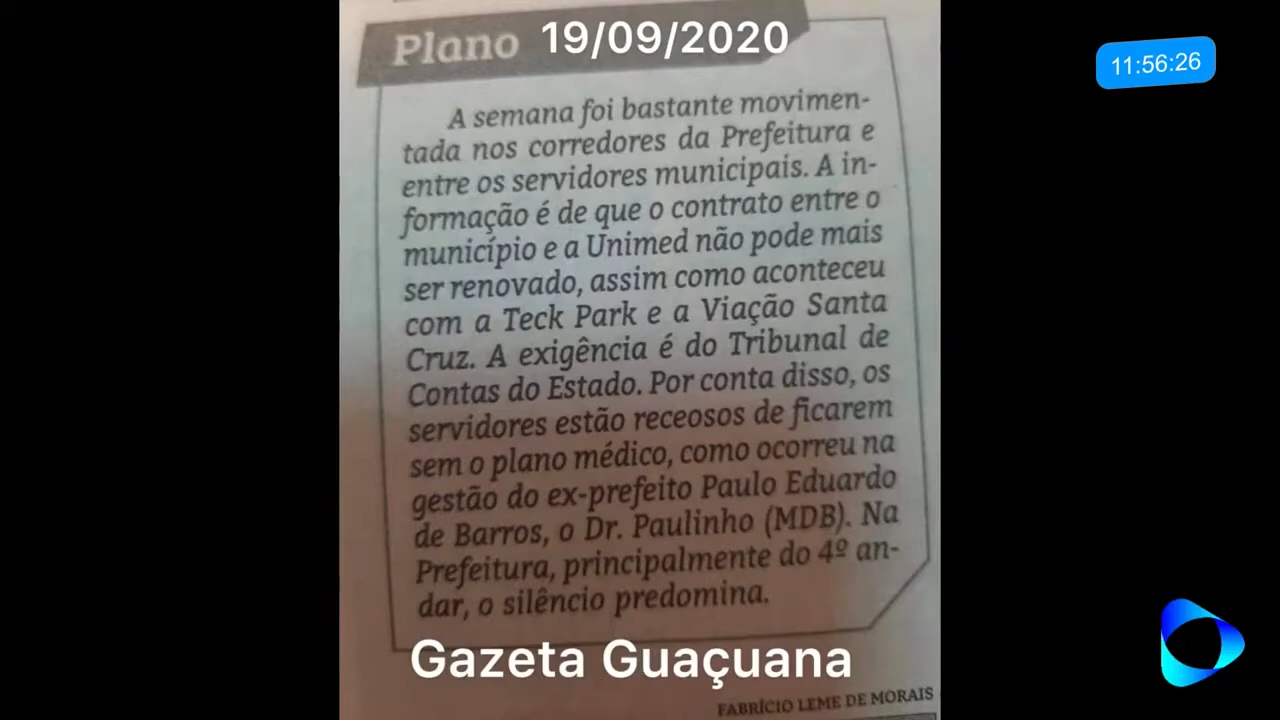 Plano 19/09/2020
11:56:26
A semana foi bastante movimen-
tada nos corredores da Prefeitura e
entre os servidores municipais. A in-
formação é de que o contrato entre o
município e a Unimed não pode mais
ser renovado, assim como aconteceu
com a Teck Park e a Viação Santa
Cruz. A exigência é do Tribunal de
Contas do Estado. Por conta disso, os
servidores estão receosos de ficarem
sem o plano médico, como ocorreu na
gestão do ex-prefeito Paulo Eduardo
de Barros, o Dr. Paulinho (MDB). Na
Prefeitura, principalmente do 4º an-
dar, o silêncio predomina.
Gazeta Guaçuana
FABRÍCIO LEME DE MORAIS